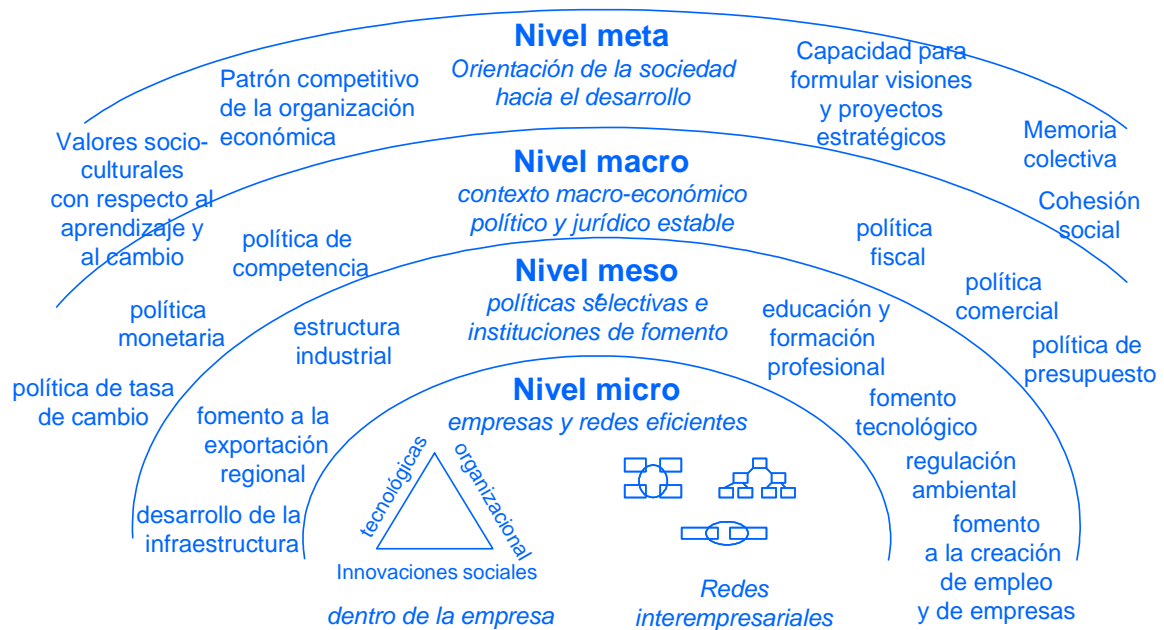 Nivel meta
Orientación de la sociedad
hacia el desarrollo
Patrón competitivo
de la organización
económica
Capacidad para
formular visiones
y proyectos
estratégicos
Valores socio-
culturales
con respecto al
aprendizaje y
al cambio
Memoria
colectiva
Cohesión
social
Nivel macro
contexto macro-económico
político y jurídico estable
política de
competencia
política
fiscal
política
monetaria
política
comercial
política de tasa
de cambio
política de
presupuesto
Nivel meso
políticas selectivas e
instituciones de fomento
estructura
industrial
educación y
formación
profesional
fomento a la
exportación
regional
fomento
tecnológico
desarrollo de la
infraestructura
regulación
ambiental
fomento
a la creación
de empleo
y de empresas
Nivel micro
empresas y redes eficientes
tecnológicas
organizacional
Innovaciones sociales
dentro de la empresa
Redes
interempresariales